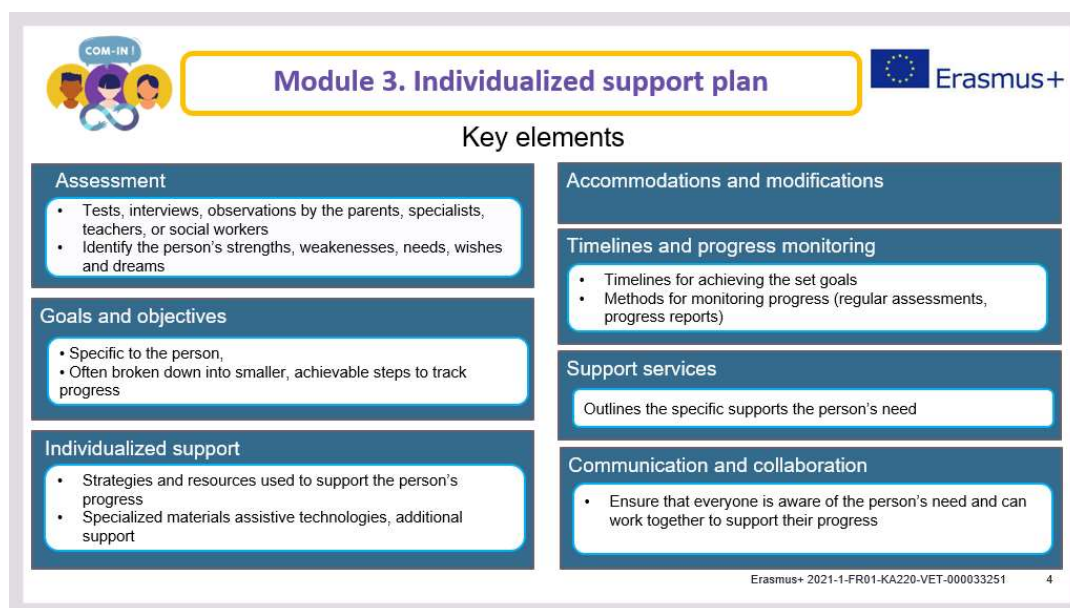 COM-IN !
Module 3. Individualized support plan
Erasmus+
Key elements
Assessment
• Tests, interviews, observations by the parents, specialists,
teachers, or social workers
• Identify the person's strengths, weakenesses, needs, wishes
and dreams
Goals and objectives
• Specific to the person,
• Often broken down into smaller, achievable steps to track
progress
Individualized support
• Strategies and resources used to support the person's
progress
• Specialized materials assistive technologies, additional
support
Accommodations and modifications
Timelines and progress monitoring
• Timelines for achieving the set goals
• Methods for monitoring progress (regular assessments,
progress reports)
Support services
Outlines the specific supports the person's need
Communication and collaboration
• Ensure that everyone is aware of the person's need and can
work together to support their progress
Erasmus+ 2021-1-FR01-KA220-VET-000033251 4